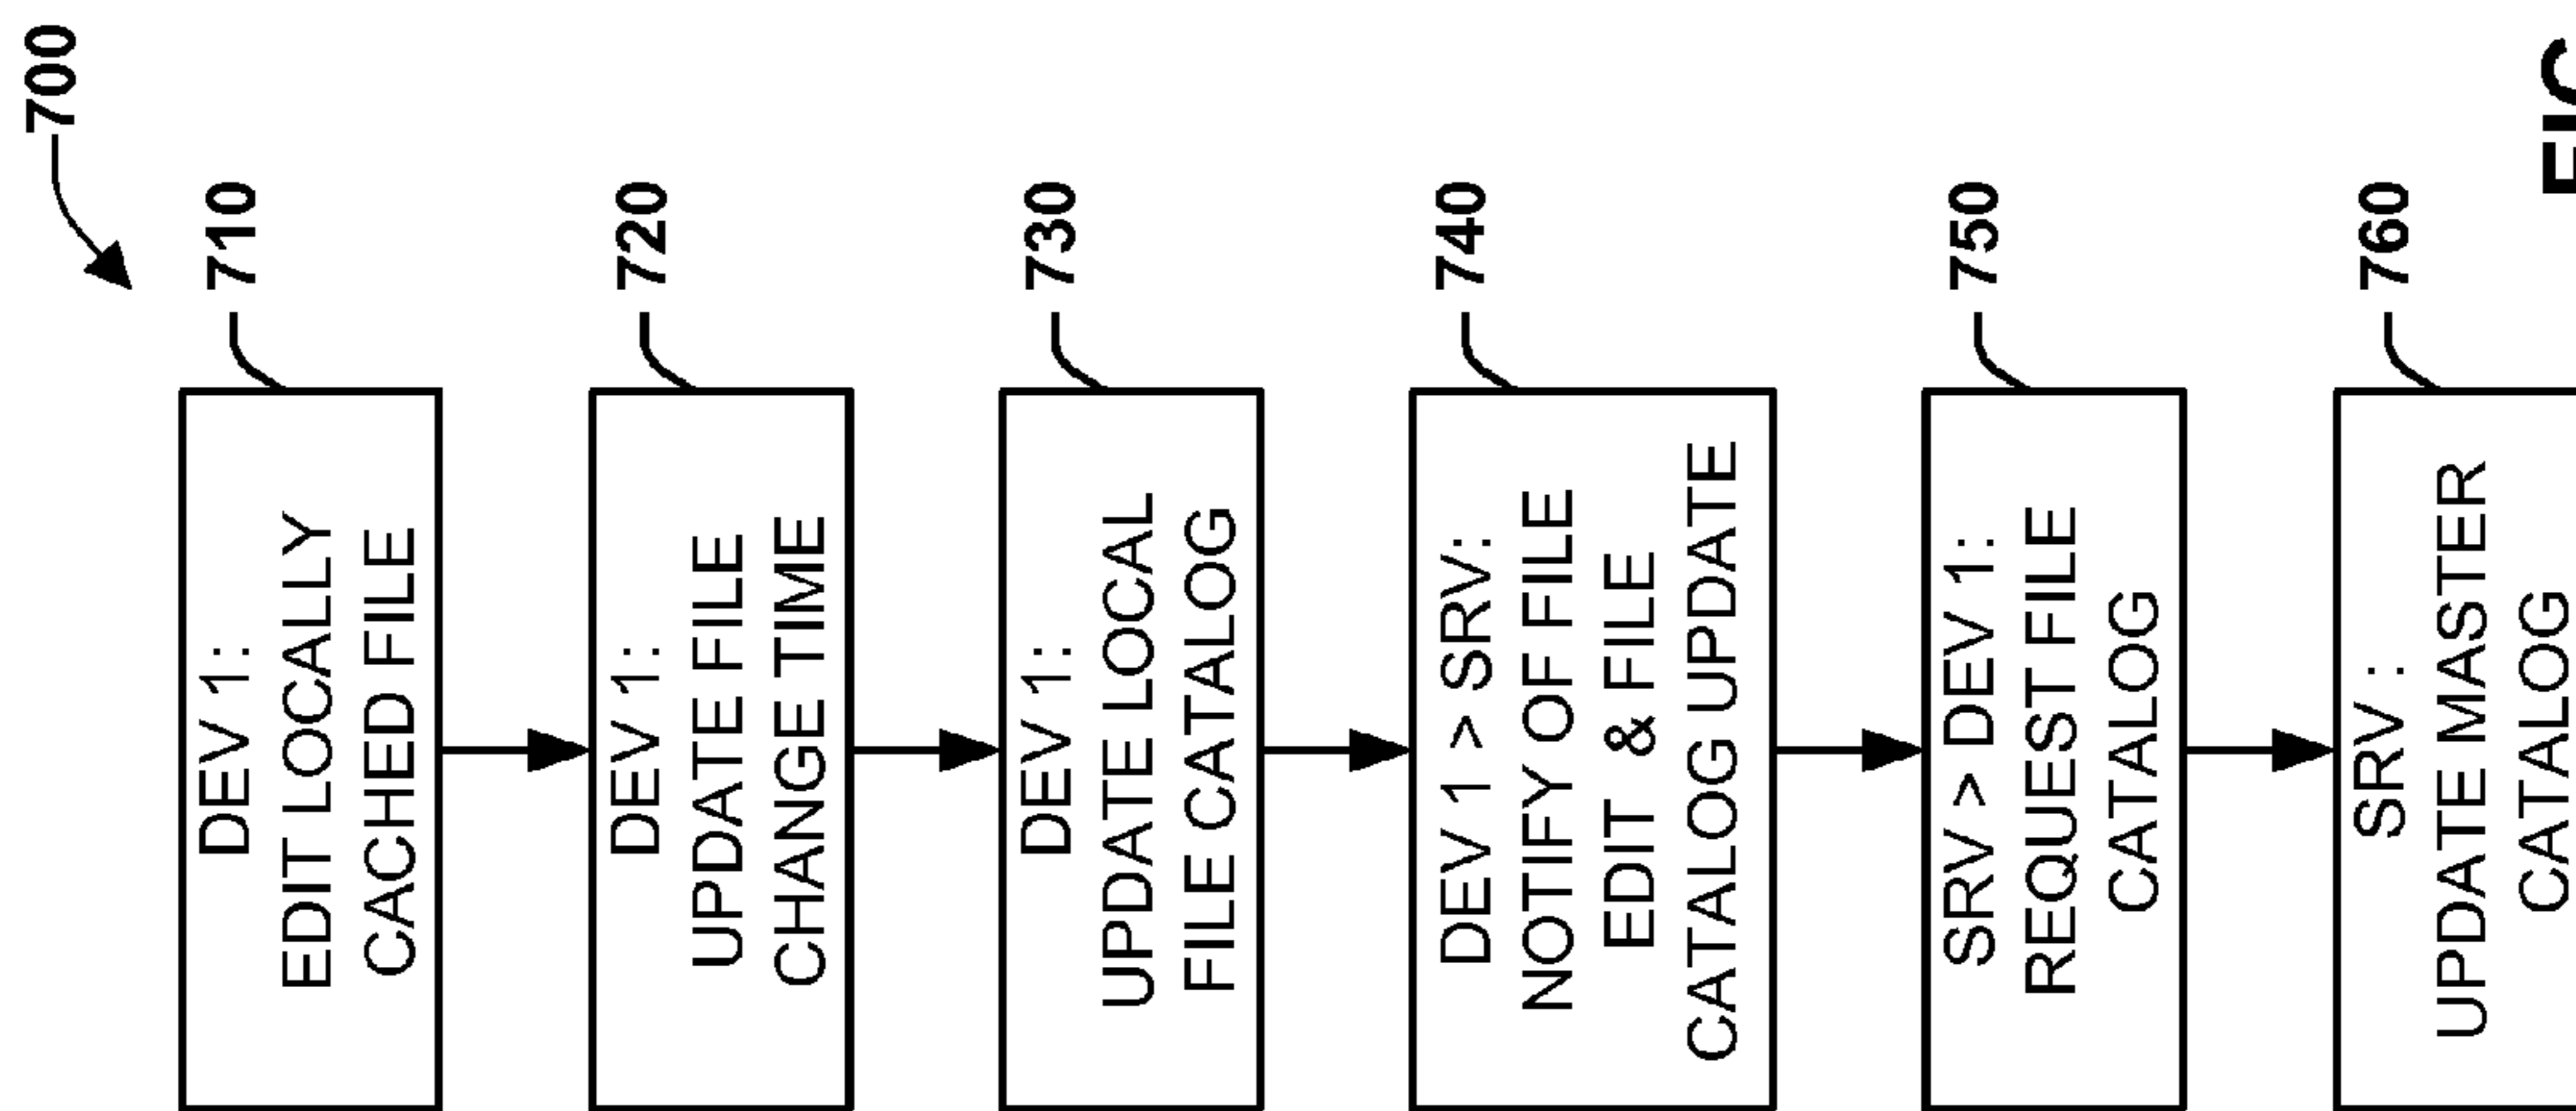 700
710
DEV 1:
EDIT LOCALLY
CACHED FILE
720
DEV 1:
UPDATE FILE
CHANGE TIME
730
DEV 1:
UPDATE LOCAL
FILE CATALOG
740
DEV 1 > SRV:
NOTIFY OF FILE
EDIT & FILE
CATALOG UPDATE
750
SRV > DEV 1:
REQUEST FILE
CATALOG
760
SRV :
UPDATE MASTER
CATALOG